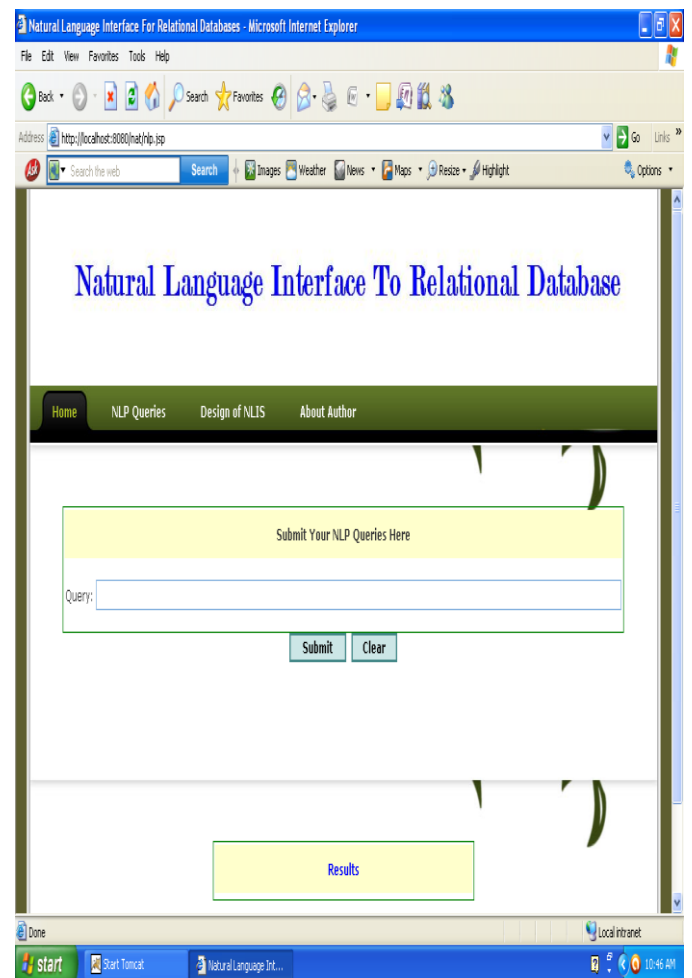 Natural Language Interface For Relational Databases - Microsoft Internet Explorer
File Edit View Favorites Tools Help
Back Search Favorites
Address http://localhost:8080/nat/nlp.jsp Go Links »
Ask Search the web Search Images Weather News Maps Resize Highlight Options
Natural Language Interface To Relational Database
Home NLP Queries Design of NLIS About Author
Submit Your NLP Queries Here
Query:
Submit Clear
Results
Done Local intranet
start Start Tomcat Natural Language Int... 10:46 AM